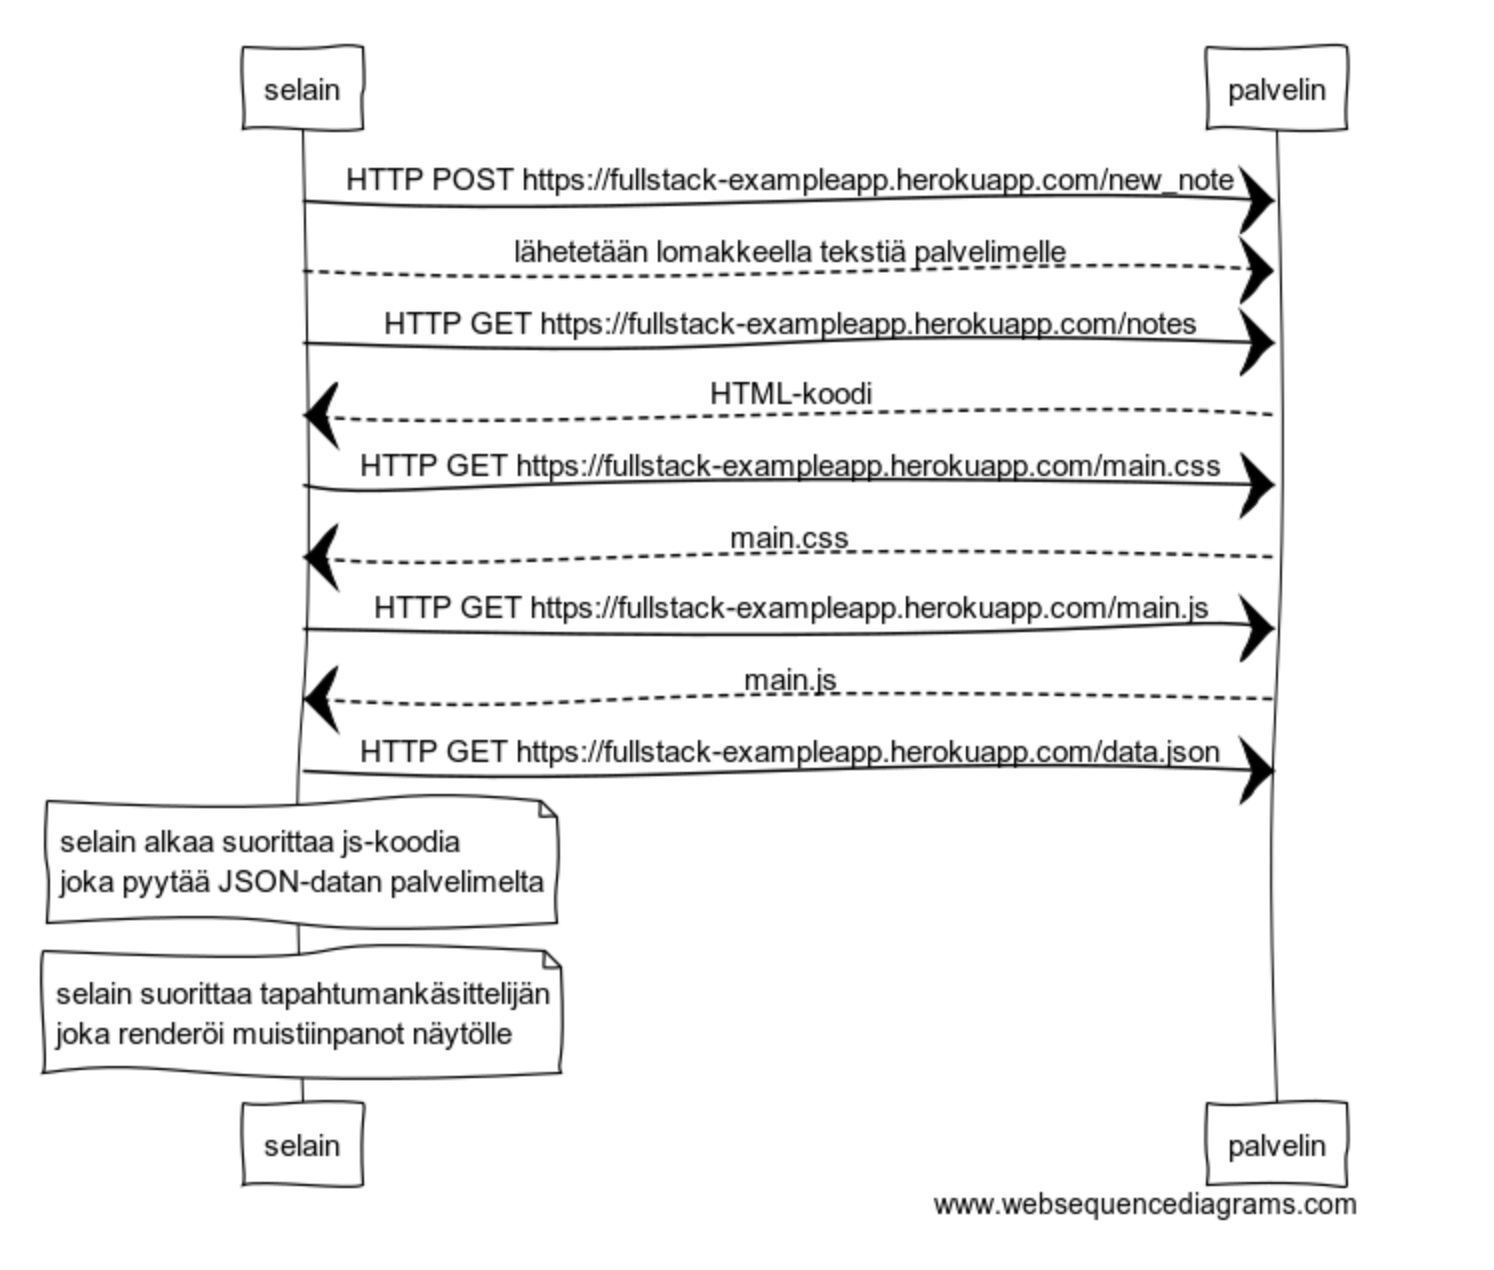 selain
palvelin
HTTP POST https://fullstack-exampleapp.herokuapp.com/new_note
lähetetään lomakkeella tekstiä palvelimelle
HTTP GET https://fullstack-exampleapp.herokuapp.com/notes
HTML-koodi
HTTP GET https://fullstack-exampleapp.herokuapp.com/main.css
main.css
HTTP GET https://fullstack-exampleapp.herokuapp.com/main.js
main.js
HTTP GET https://fullstack-exampleapp.herokuapp.com/data.json
selain alkaa suorittaa js-koodia
joka pyytää JSON-datan palvelimelta
selain suorittaa tapahtumankäsittelijän
joka renderöi muistiinpanot näytölle
selain
palvelin
www.websequencediagrams.com